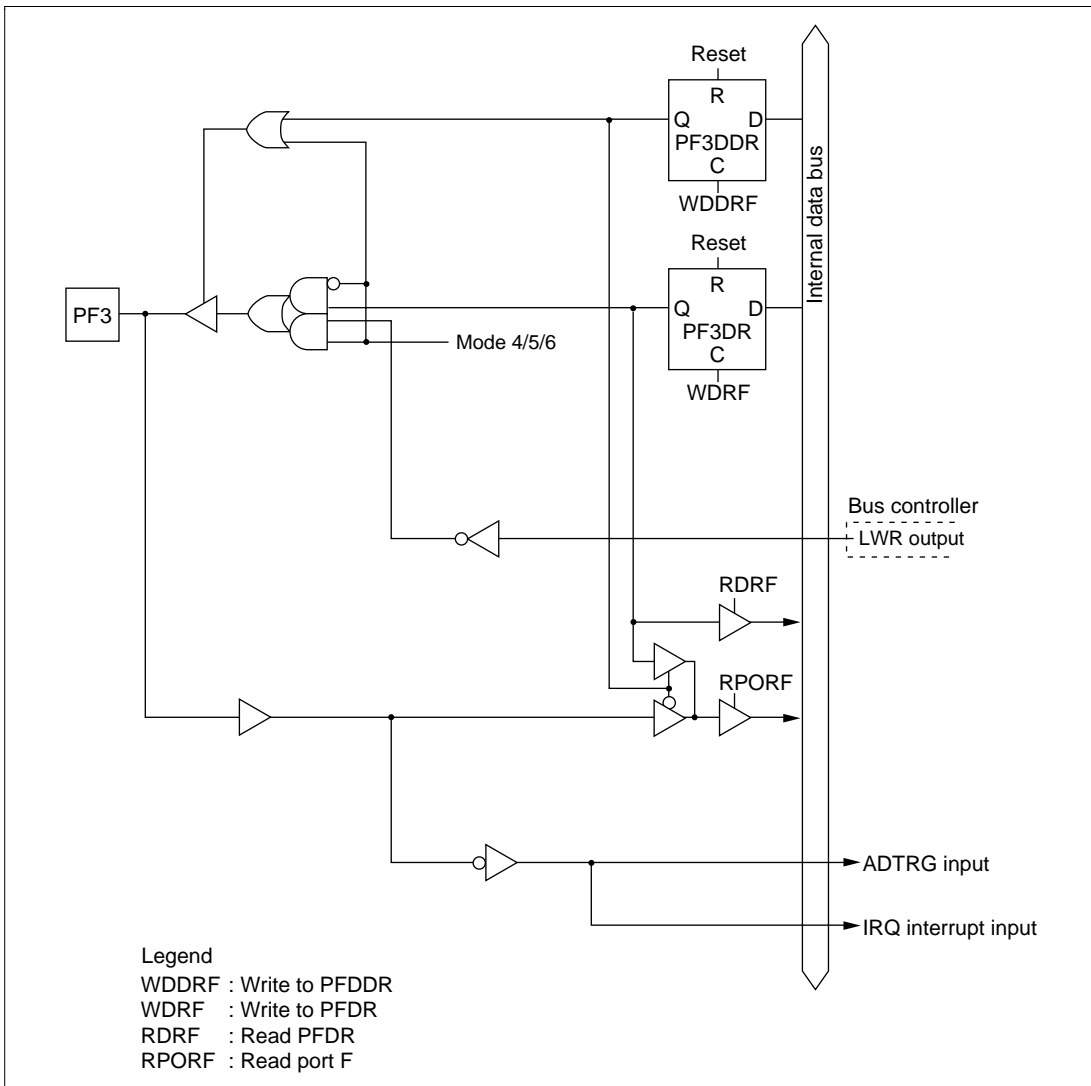 Reset
R
Q D
PF3DDR
C
WDDRF
Internal data bus
Reset
R
Q D
PF3DR
C
WDRF
PF3
Mode 4/5/6
Bus controller
LWR output
RDRF
RPORF
ADTRG input
IRQ interrupt input
Legend
WDDRF : Write to PFDDR
WDRF : Write to PFDR
RDRF : Read PFDR
RPORF : Read port F